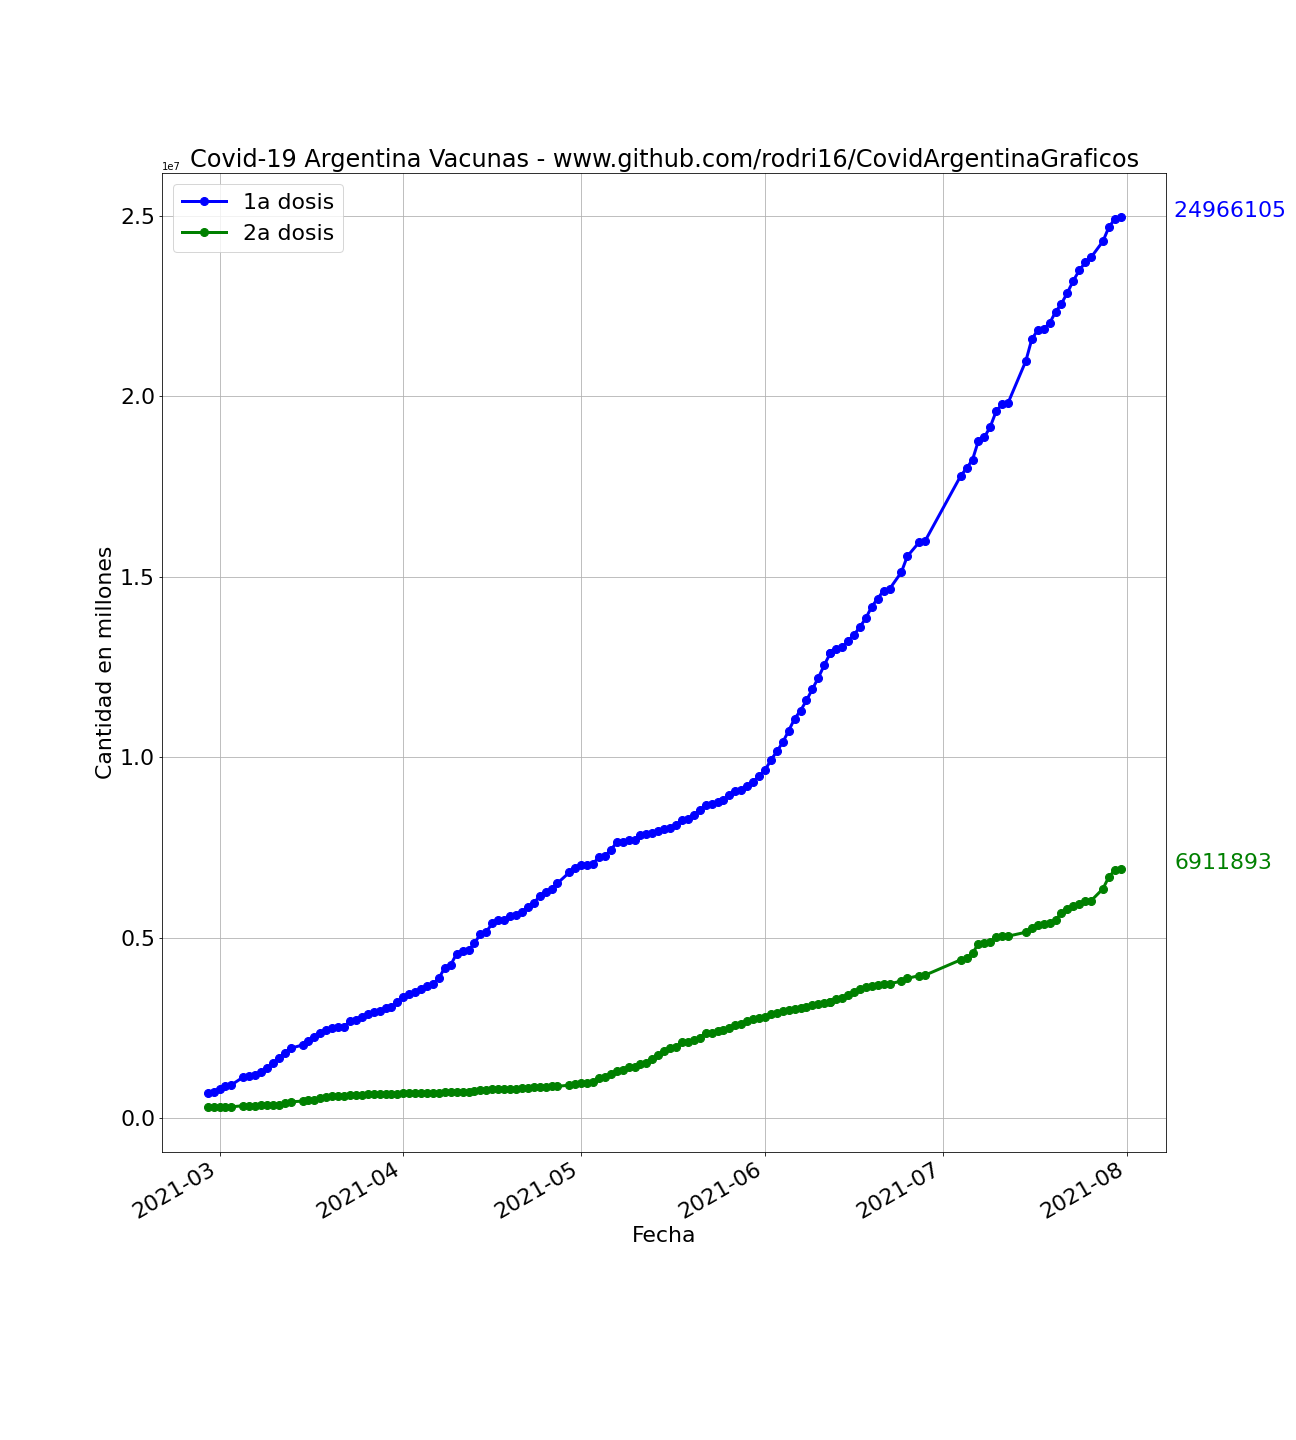 Covid-19 Argentina Vacunas - www.github.com/rodri16/CovidArgentinaGraficos
1e7
1a dosis
2a dosis
24966105
6911893
2.5
2.0
1.5
1.0
0.5
0.0
Cantidad en millones
2021-03
2021-04
2021-05
2021-06
2021-07
2021-08
Fecha